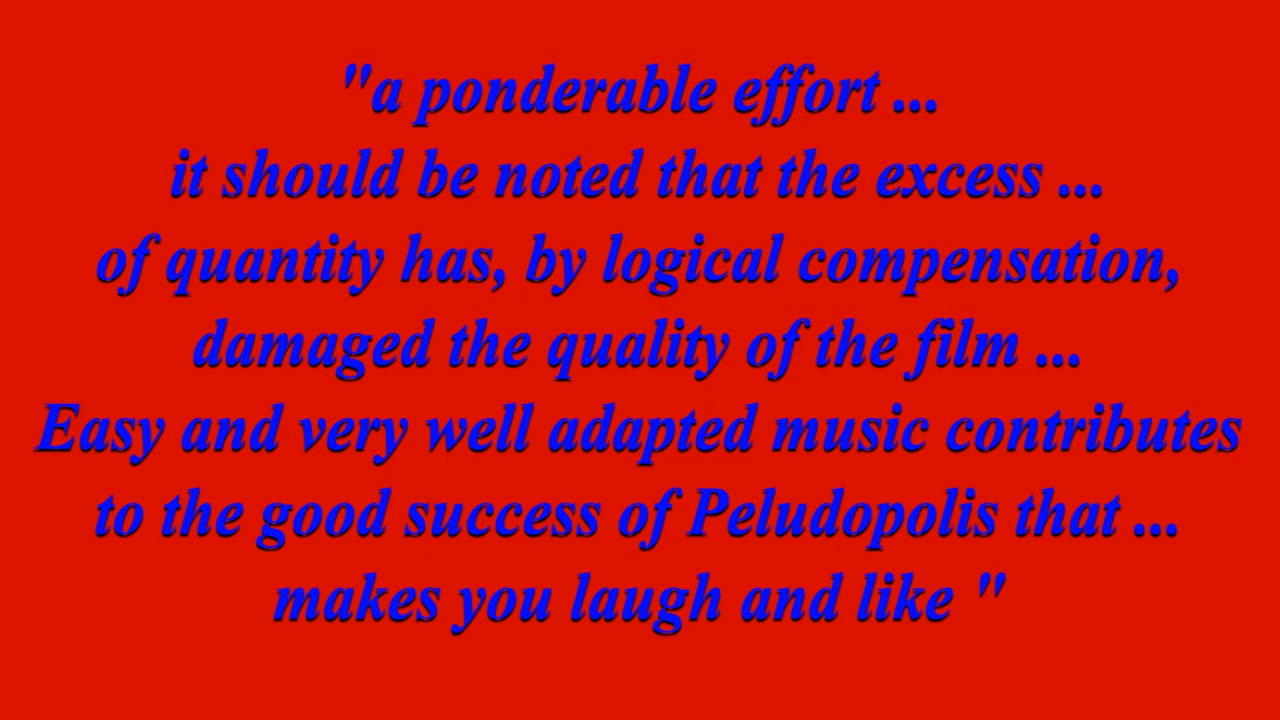 "a ponderable effort ...
it should be noted that the excess ...
of quantity has, by logical compensation,
damaged the quality of the film ...
Easy and very well adapted music contributes
to the good success of Peludopolis that ...
makes you laugh and like "